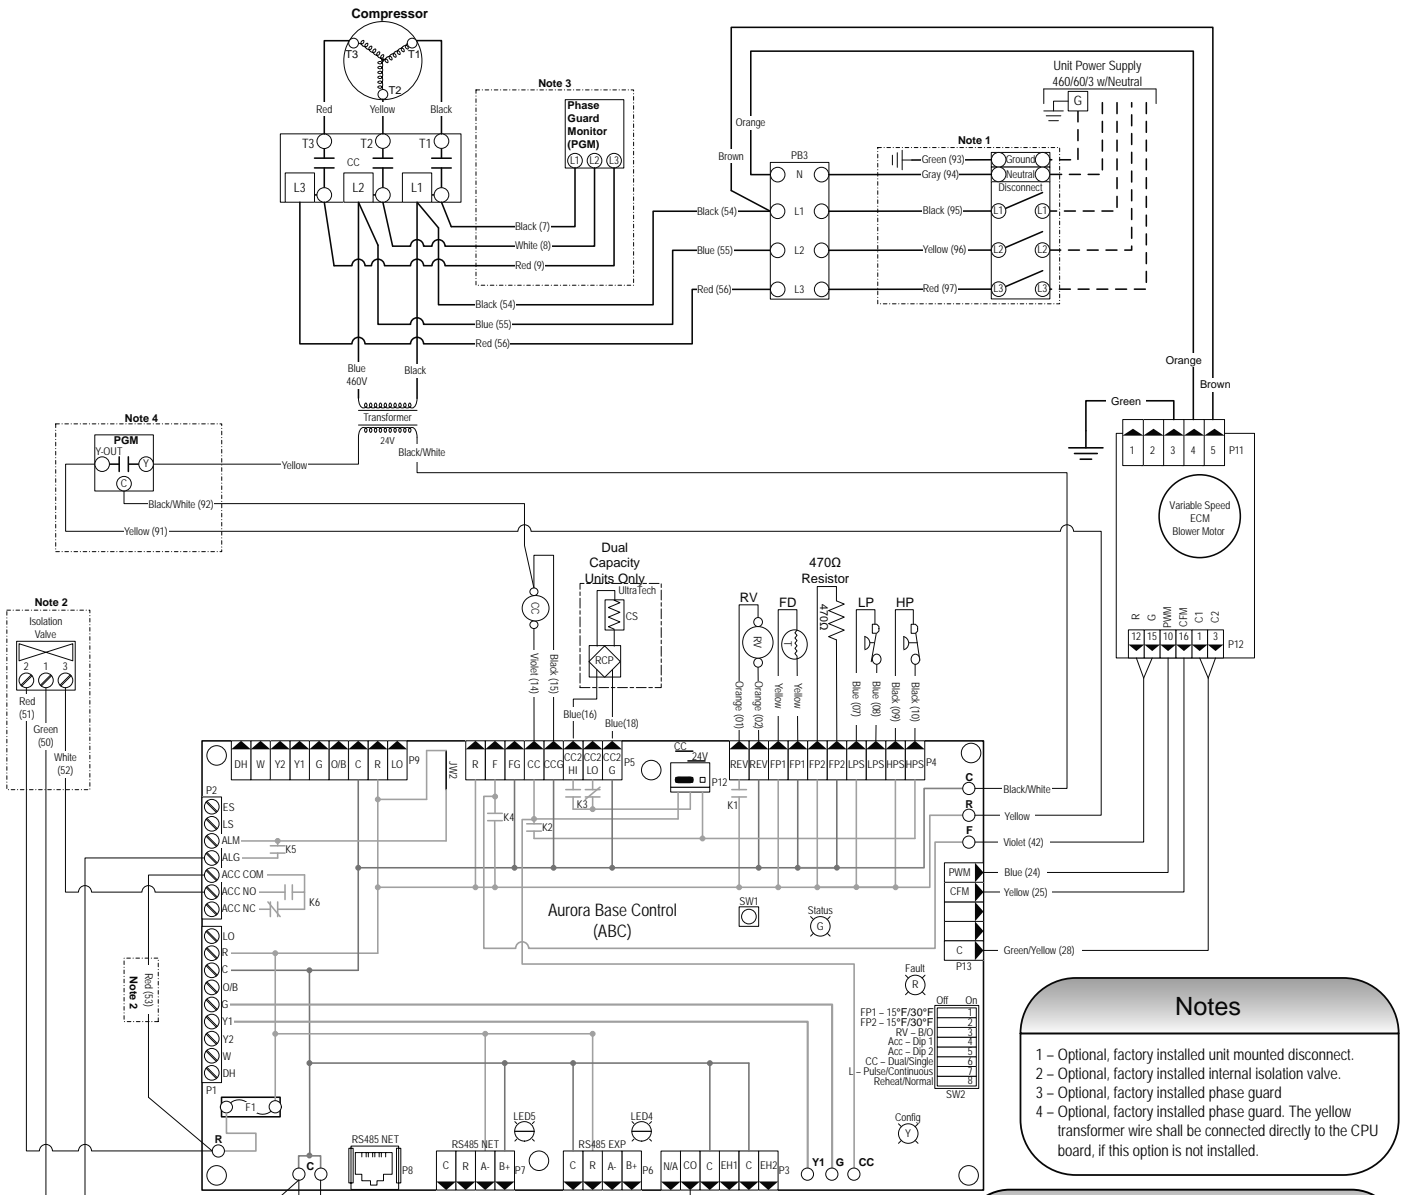 Compressor
T3
T1
T2
Red
Yellow
Black
T3
T2
T1
CC
L3
L2
L1
Note 3
Phase
Guard
Monitor
(PGM)
L1
L2
L3
Black (7)
White (8)
Red (9)
Black (54)
Blue (55)
Red (56)
Blue
460V
Black
Transformer
24V
Black/White
Orange
Brown
PB3
N
L1
L2
L3
Black (54)
Blue (55)
Red (56)
Unit Power Supply
460/60/3 w/Neutral
G
Note 1
Green (93)
Gray (94)
Black (95)
Yellow (96)
Red (97)
Ground
Neutral
Disconnect
L1
L1
L2
L2
L3
L3
Orange
Brown
Green
1
2
3
4
5
P11
Variable Speed
ECM
Blower Motor
R
G
PWM
CFM
C1
C2
12
15
10
16
1
3
P12
Note 4
PGM
Y-OUT
Y
C
Yellow
Black/White (92)
Yellow (91)
Note 2
Isolation
Valve
2
1
3
Red
(51)
Green
(50)
White
(52)
CC
Violet (14)
Black (15)
Dual
Capacity
Units Only
UltraTech
CS
RCP
Blue(16)
Blue(18)
RV
RV
Orange (01)
Orange (02)
FD
T
Yellow
Yellow
470Ω
Resistor
470Ω
LP
Blue (07)
Blue (08)
HP
Black (09)
Black (10)
DH
W
Y2
Y1
G
O/B
C
R
LO
P9
JW2
R
F
FG
CC
CCG
CC2
HI
CC2
LO
CC2
G
P5
CC
24V
P12
REV
REV
FP1
FP1
FP2
FP2
LPS
LPS
HPS
HPS
P4
K4
K2
K3
K1
P2
ES
LS
ALM
ALG
ACC COM
ACC NO
ACC NC
K5
K6
LO
R
C
O/B
G
Y1
Y2
W
DH
P1
F1
R
Red (53)
Note 2
Aurora Base Control
(ABC)
SW1
Status
G
C
Black/White
R
Yellow
F
Violet (42)
PWM
Blue (24)
CFM
Yellow (25)
C
Green/Yellow (28)
P13
Fault
R
Off
On
FP1 – 15°F/30°F
1
FP2 – 15°F/30°F
2
RV – B/O
3
Acc – Dip 1
4
Acc – Dip 2
5
CC – Dual/Single
6
L – Pulse/Continuous
7
Reheat/Normal
8
SW2
Config
Y
C
RS485 NET
P8
RS485 NET
C
R
A-
B+
P7
LED5
RS485 EXP
C
R
A-
B+
P6
LED4
N/A
CO
C
EH1
C
EH2
P3
Y1
G
CC
Notes
1 – Optional, factory installed unit mounted disconnect.
2 – Optional, factory installed internal isolation valve.
3 – Optional, factory installed phase guard
4 – Optional, factory installed phase guard. The yellow
transformer wire shall be connected directly to the CPU
board, if this option is not installed.